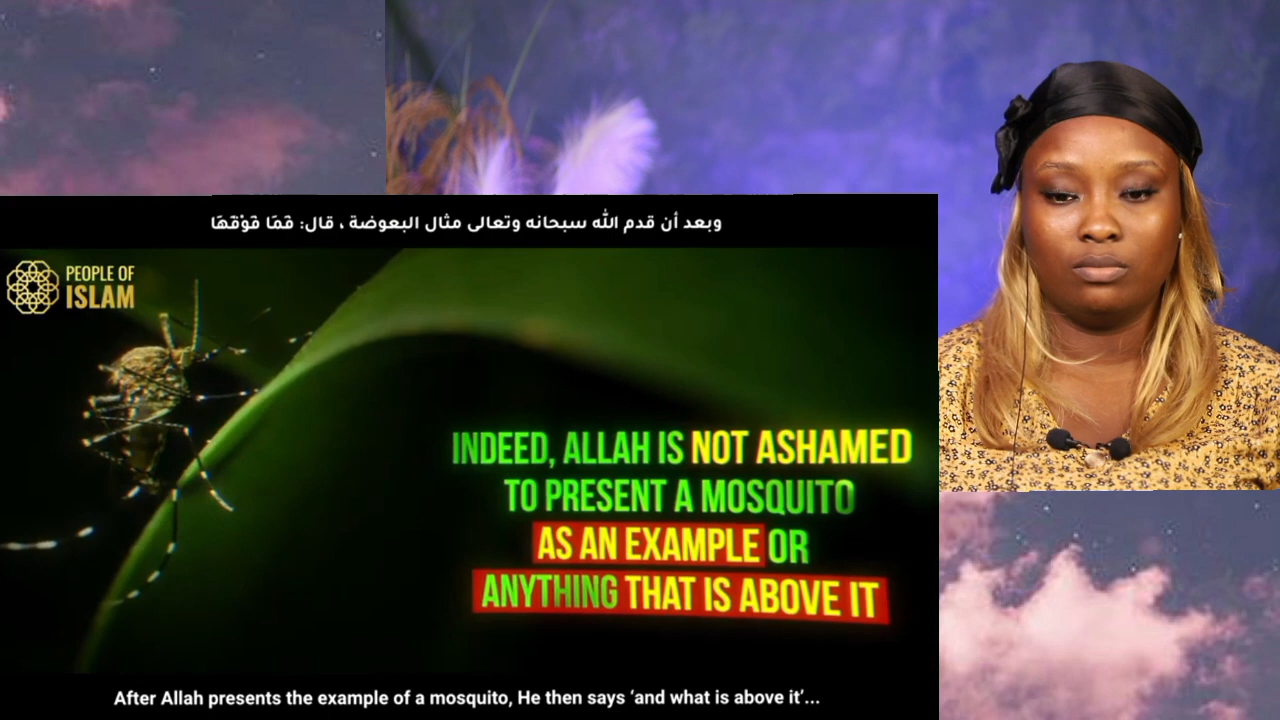 وبعد أن قدم الله سبحانه وتعالى مثال البعوضة ، قال: فَمَا فَوْقَهَا
PEOPLE OF
ISLAM
INDEED, ALLAH IS NOT ASHAMED
TO PRESENT A MOSQUITO
AS AN EXAMPLE OR
ANYTHING THAT IS ABOVE IT
After Allah presents the example of a mosquito, He then says ‘and what is above it’...